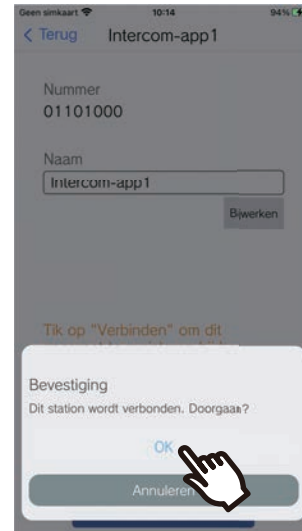 Geen simkaart 10:14 94%
Terug Intercom-app1
Nummer
01101000
Naam
Intercom-app1
Bijwerken
Tik op "Verbinden" om dit
Bevestiging
Dit station wordt verbonden. Doorgaan?
OK
Annuleren